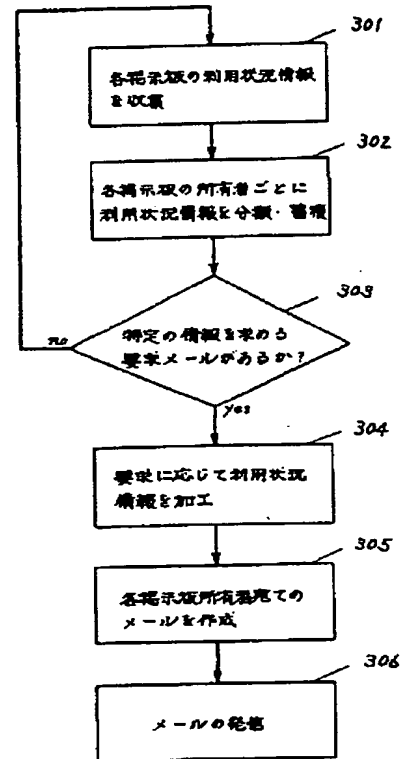 301
各掲示板の利用状況情報
を収集
302
各掲示板の所有者ごとに
利用状況情報を分類・蓄積
303
特定の情報を求める
要求メールがあるか?
no
yes
304
要求に応じて利用状況
情報を加工
305
各掲示板所有者宛ての
メールを作成
306
メールの発信